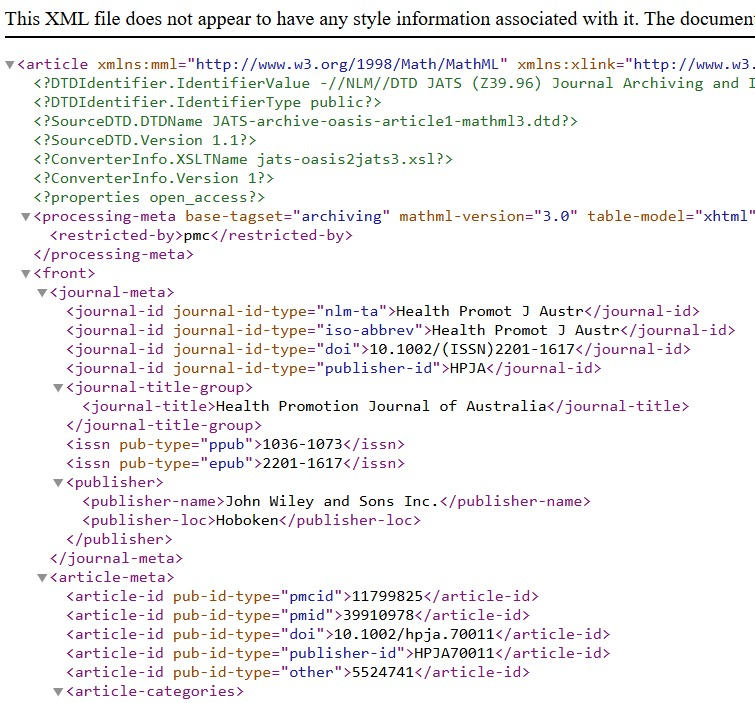 This XML file does not appear to have any style information associated with it. The documen
▼<article xmlns:mml="http://www.w3.org/1998/Math/MathML" xmlns:xlink="http://www.w3.
<?DTDIdentifier.IdentifierValue -//NLM//DTD JATS (Z39.96) Journal Archiving and I
<?DTDIdentifier.IdentifierType public?>
<?SourceDTD.DTDName JATS-archive-oasis-article1-mathml3.dtd?>
<?SourceDTD.Version 1.1?>
<?ConverterInfo.XSLTName jats-oasis2jats3.xsl?>
<?ConverterInfo.Version 1?>
<?properties open_access?>
▼<processing-meta base-tagset="archiving" mathml-version="3.0" table-model="xhtml"
<restricted-by>pmc</restricted-by>
</processing-meta>
▼<front>
▼<journal-meta>
<journal-id journal-id-type="nlm-ta">Health Promot J Austr</journal-id>
<journal-id journal-id-type="iso-abbrev">Health Promot J Austr</journal-id>
<journal-id journal-id-type="doi">10.1002/(ISSN)2201-1617</journal-id>
<journal-id journal-id-type="publisher-id">HPJA</journal-id>
▼<journal-title-group>
<journal-title>Health Promotion Journal of Australia</journal-title>
</journal-title-group>
<issn pub-type="ppub">1036-1073</issn>
<issn pub-type="epub">2201-1617</issn>
▼<publisher>
<publisher-name>John Wiley and Sons Inc.</publisher-name>
<publisher-loc>Hoboken</publisher-loc>
</publisher>
</journal-meta>
▼<article-meta>
<article-id pub-id-type="pmcid">11799825</article-id>
<article-id pub-id-type="pmid">39910978</article-id>
<article-id pub-id-type="doi">10.1002/hpja.70011</article-id>
<article-id pub-id-type="publisher-id">HPJA70011</article-id>
<article-id pub-id-type="other">5524741</article-id>
▼<article-categories>